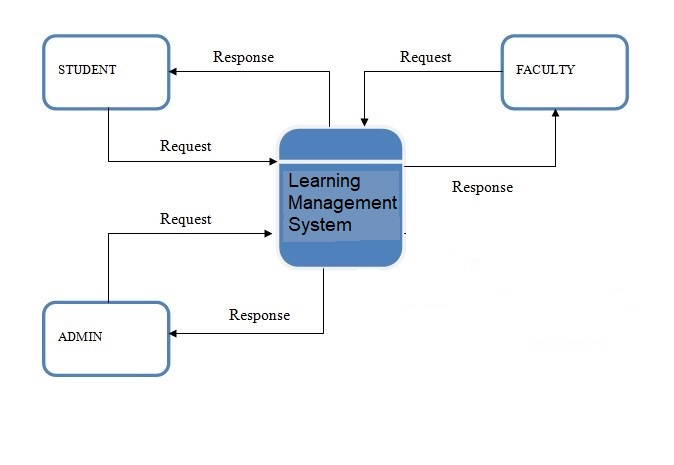 Response
Request
STUDENT
FACULTY
Request
Learning
Management
System
Response
Request
Response
ADMIN